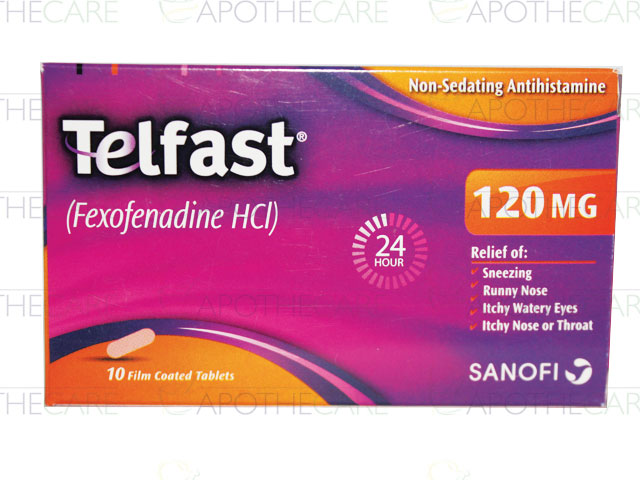 APOTHECARE
Non-Sedating Antihistamine
Telfast®
(Fexofenadine HCl)
120 MG
24
HOUR
Relief of:
Sneezing
Runny Nose
Itchy Watery Eyes
Itchy Nose or Throat
10 Film Coated Tablets
SANOFI